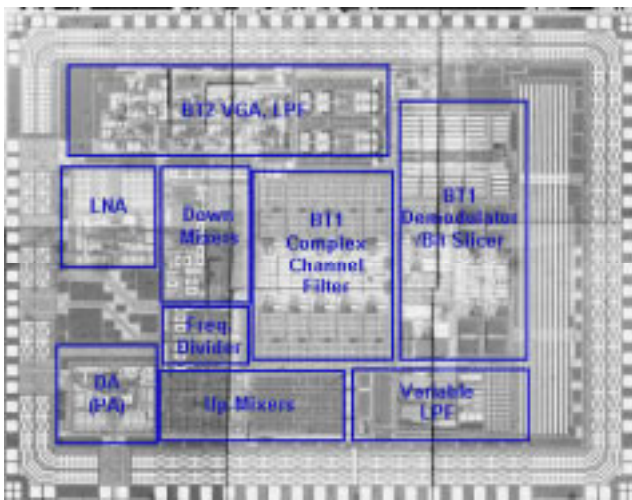 BT2 VGA, LPF
LNA
Down
Mixers
BT1
Complex
Channel
Filter
BT1
Demodulator
/Bit Slicer
Freq.
Divider
DA
(PA)
Up Mixers
Variable
LPF